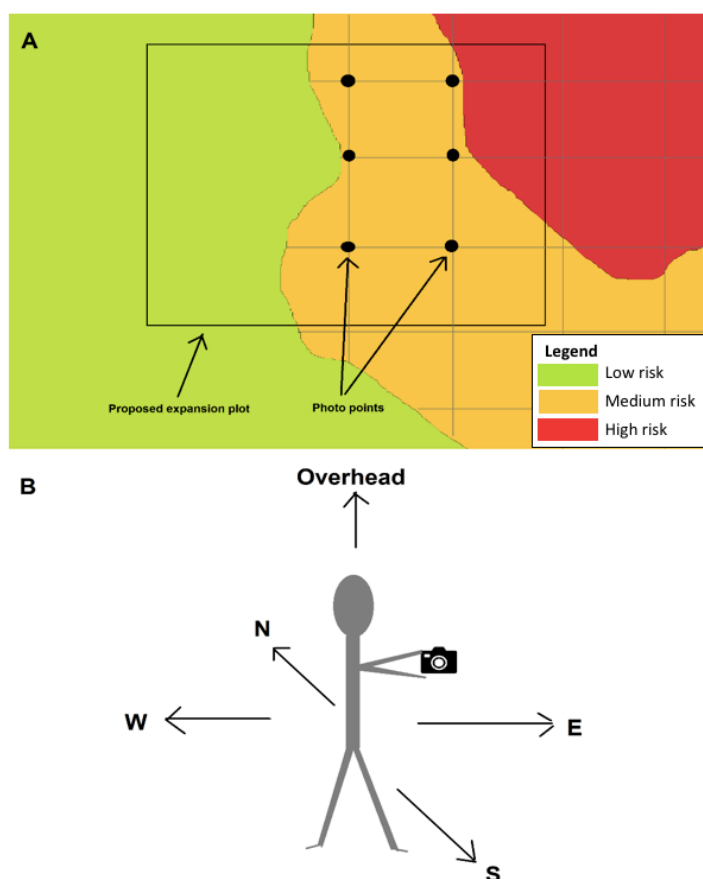 A
Legend
Low risk
Medium risk
High risk
Proposed expansion plot
Photo points
B
Overhead
N
W
E
S